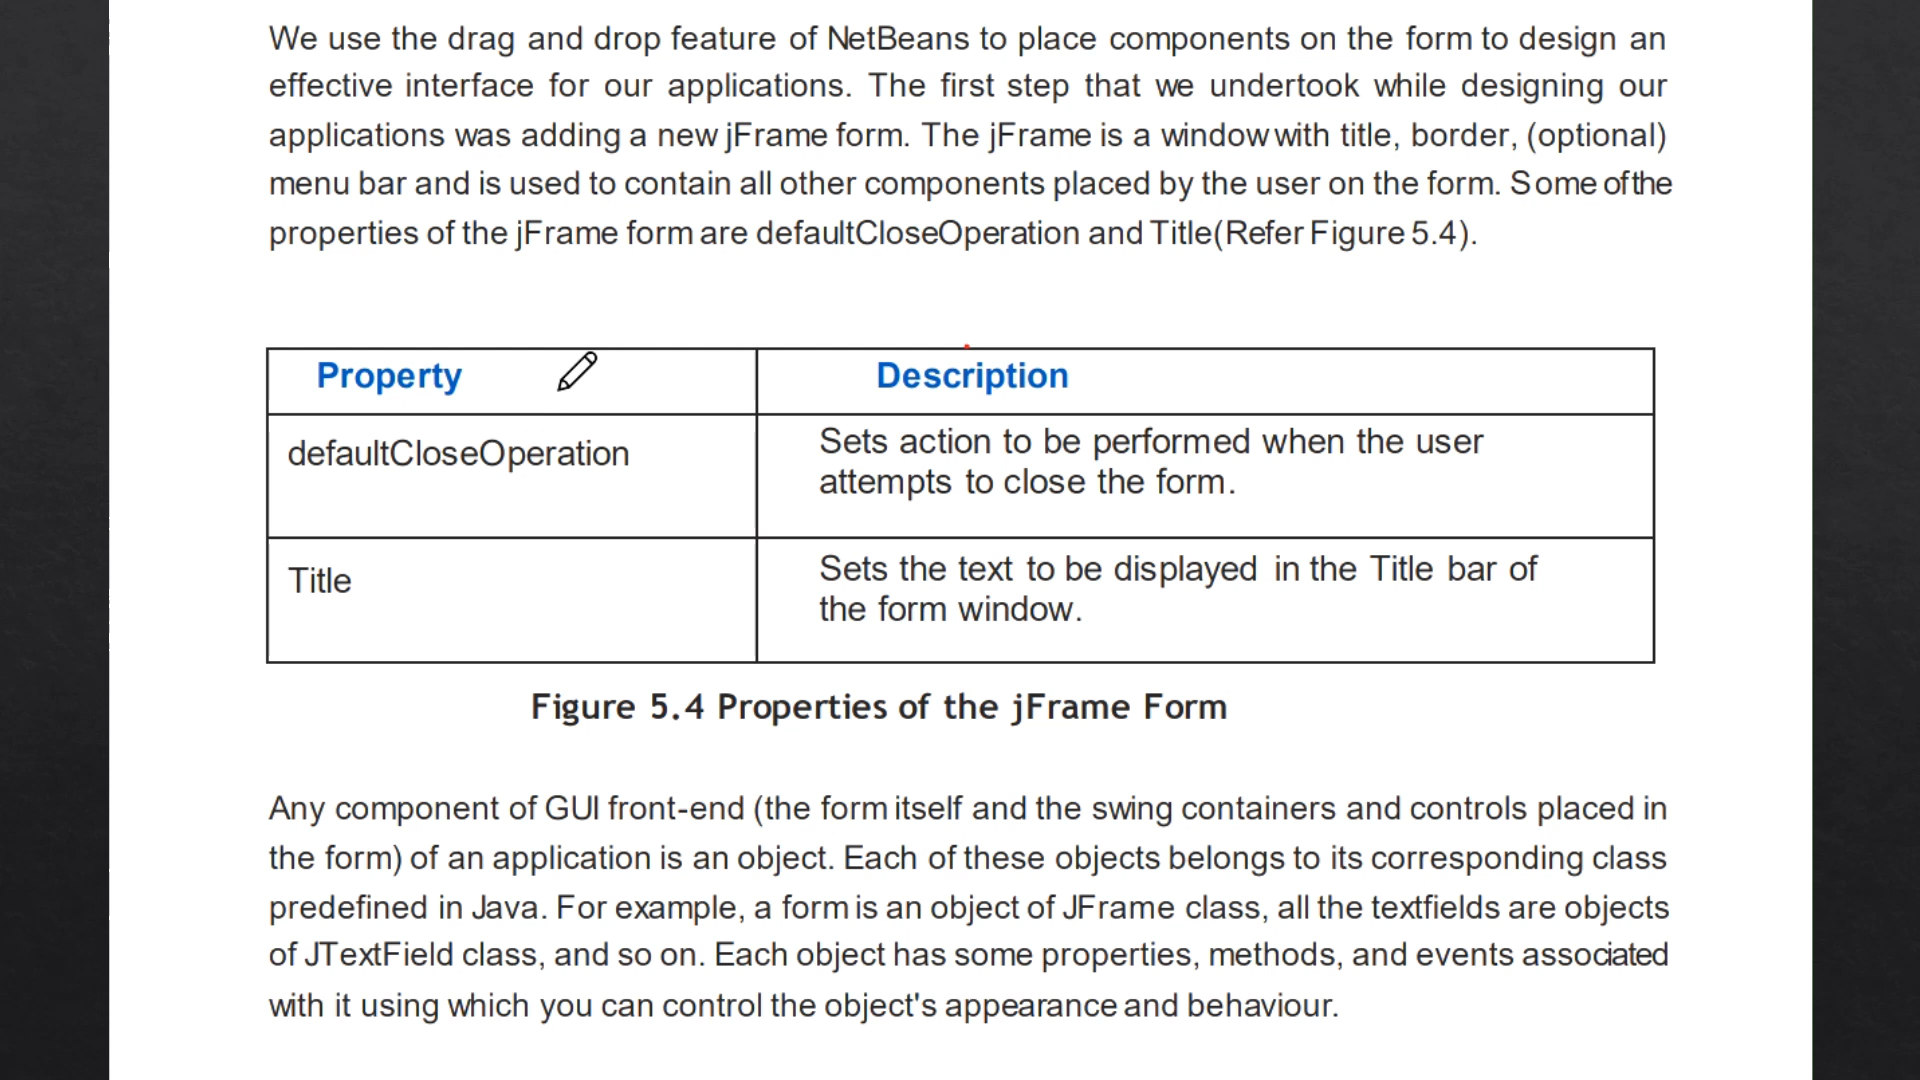 We use the drag and drop feature of NetBeans to place components on the form to design an
effective interface for our applications. The first step that we undertook while designing our
applications was adding a new jFrame form. The jFrame is a window with title, border, (optional)
menu bar and is used to contain all other components placed by the user on the form. Some of the
properties of the jFrame form are defaultCloseOperation and Title(Refer Figure 5.4).
Property Description
defaultCloseOperation
Sets action to be performed when the user
attempts to close the form.
Title
Sets the text to be displayed in the Title bar of
the form window.
Figure 5.4 Properties of the jFrame Form
Any component of GUI front-end (the form itself and the swing containers and controls placed in
the form) of an application is an object. Each of these objects belongs to its corresponding class
predefined in Java. For example, a form is an object of JFrame class, all the textfields are objects
of JTextField class, and so on. Each object has some properties, methods, and events associated
with it using which you can control the object's appearance and behaviour.